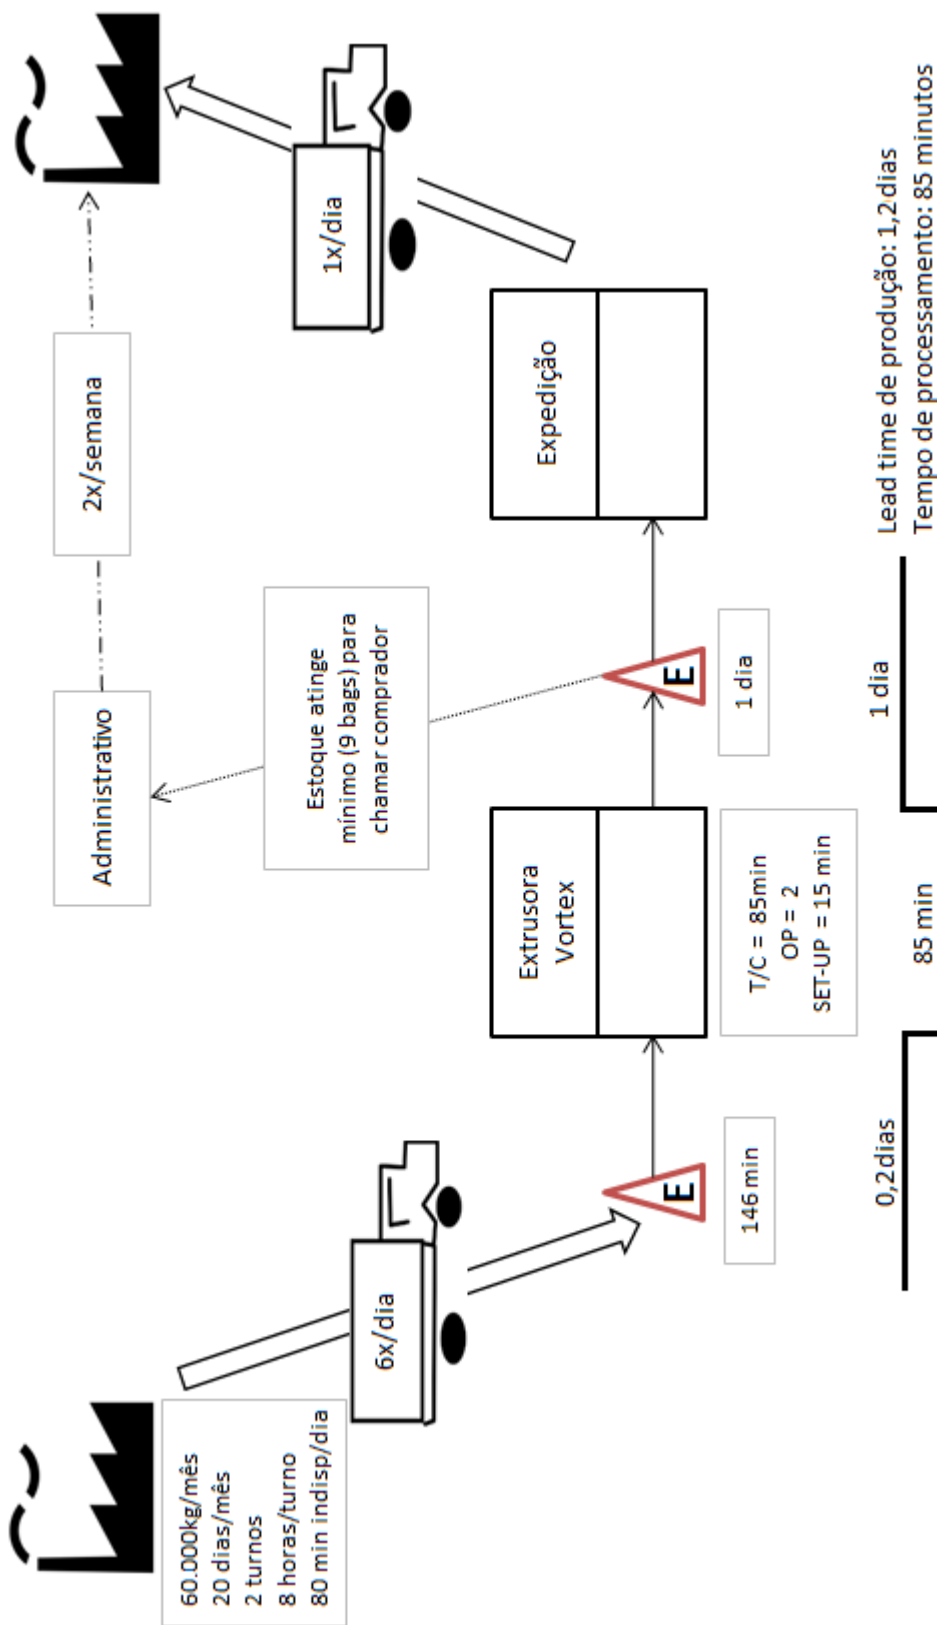 60.000kg/mês
20 dias/mês
2 turnos
8 horas/turno
80 min indisp/dia
6x/dia
Administrativo
2x/semana
1x/dia
Estoque atinge
mínimo (9 bags) para
chamar comprador
E
146 min
Extrusora
Vortex
T/C = 85min
OP = 2
SET-UP = 15 min
E
1 dia
Expedição
0,2dias
85 min
1 dia
Lead time de produção: 1,2dias
Tempo de processamento: 85 minutos